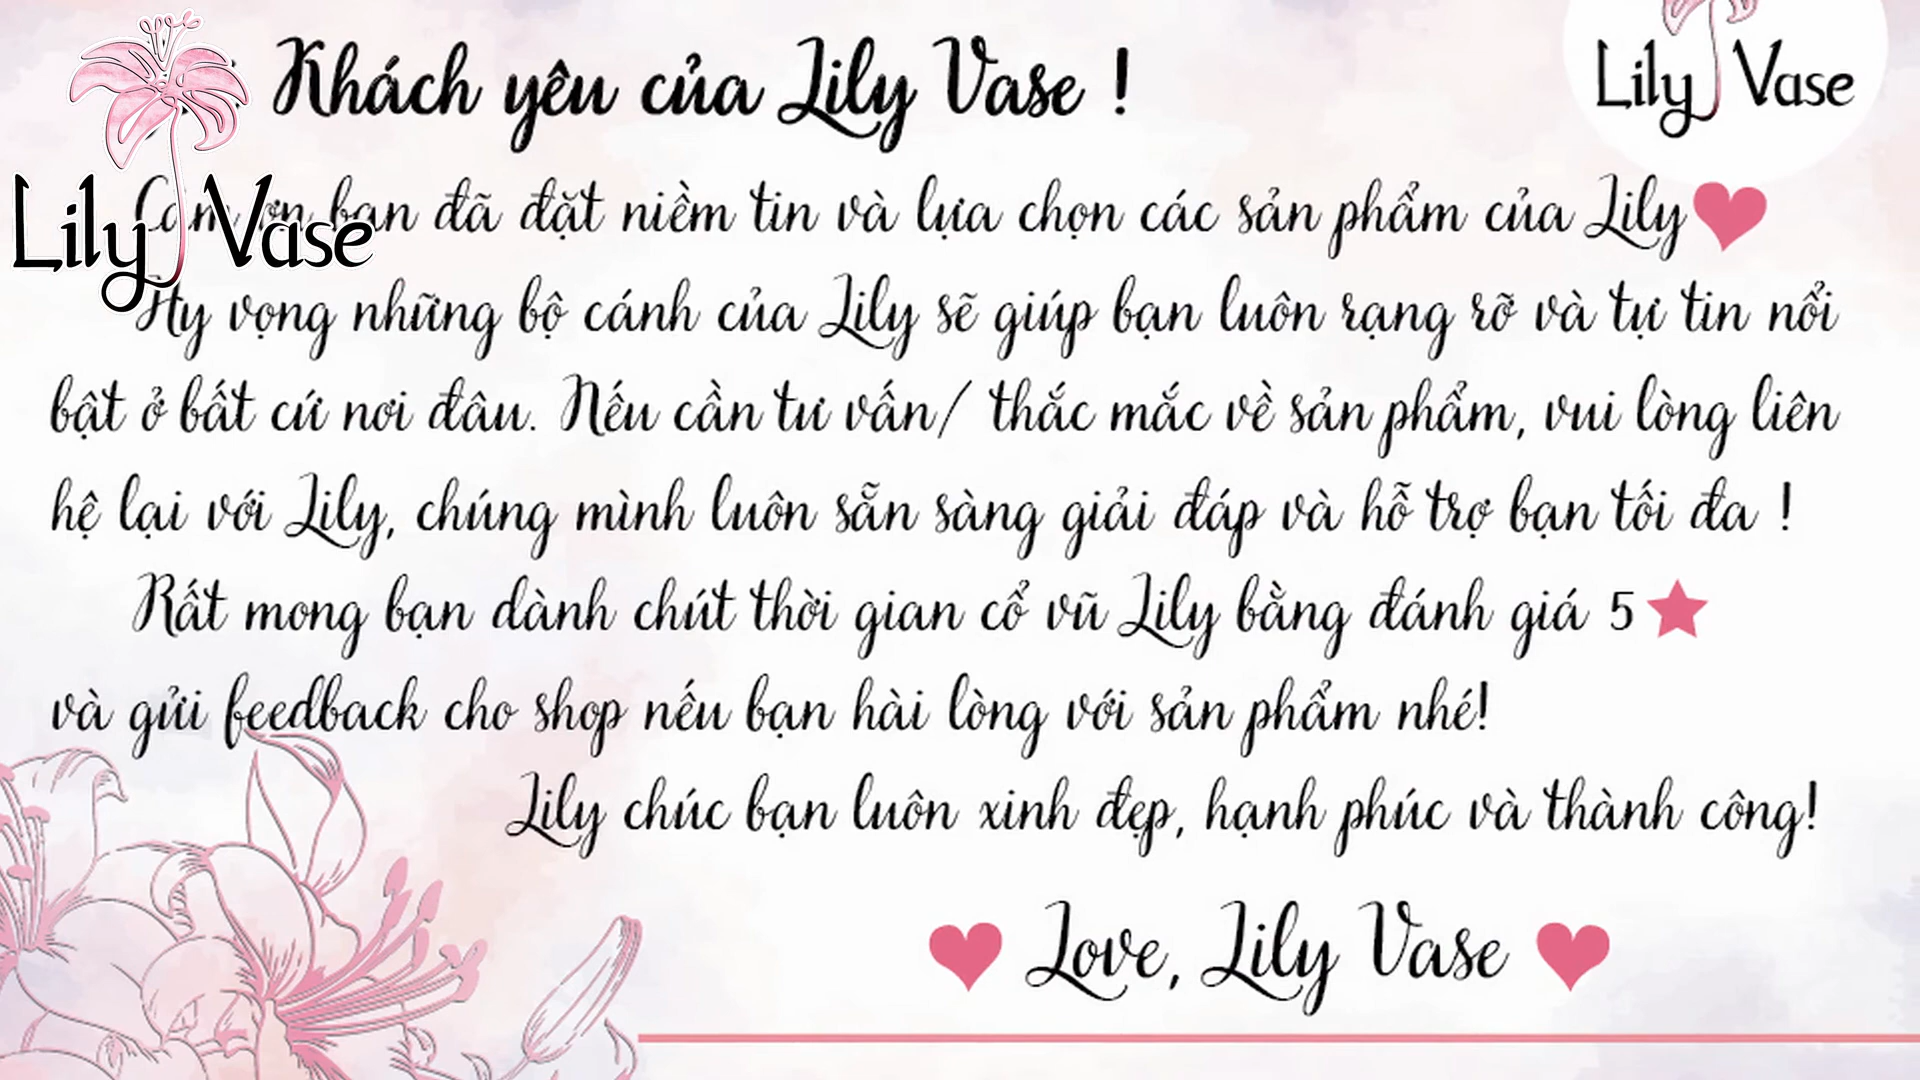 Khách yêu của Lily Vase !
Lily Vase
Lily Vase
Cảm ơn bạn đã đặt niềm tin và lựa chọn các sản phẩm của Lily
Hy vọng những bộ cánh của Lily sẽ giúp bạn luôn rạng rỡ và tự tin nổi
bật ở bất cứ nơi đâu. Nếu cần tư vấn/ thắc mắc về sản phẩm, vui lòng liên
hệ lại với Lily, chúng mình luôn sẵn sàng giải đáp và hỗ trợ bạn tối đa !
Rất mong bạn dành chút thời gian cổ vũ Lily bằng đánh giá 5
và gửi feedback cho shop nếu bạn hài lòng với sản phẩm nhé!
Lily chúc bạn luôn xinh đẹp, hạnh phúc và thành công!
Love, Lily Vase